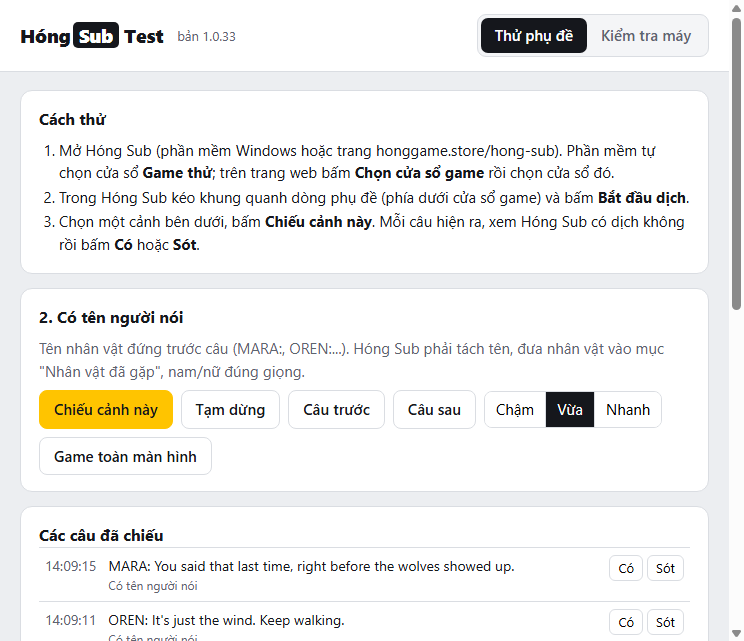 Hóng Sub Test bản 1.0.33
Thử phụ đề
Kiểm tra máy
Cách thử
1. Mở Hóng Sub (phần mềm Windows hoặc trang honggame.store/hong-sub). Phần mềm tự
chọn cửa sổ Game thử; trên trang web bấm Chọn cửa sổ game rồi chọn cửa sổ đó.
2. Trong Hóng Sub kéo khung quanh dòng phụ đề (phía dưới cửa sổ game) và bấm Bắt đầu dịch.
3. Chọn một cảnh bên dưới, bấm Chiếu cảnh này. Mỗi câu hiện ra, xem Hóng Sub có dịch không
rồi bấm Có hoặc Sót.
2. Có tên người nói
Tên nhân vật đứng trước câu (MARA:, OREN:...). Hóng Sub phải tách tên, đưa nhân vật vào mục
"Nhân vật đã gặp", nam/nữ đúng giọng.
Chiếu cảnh này
Tạm dừng
Câu trước
Câu sau
Chậm
Vừa
Nhanh
Game toàn màn hình
Các câu đã chiếu
14:09:15 MARA: You said that last time, right before the wolves showed up. Có Sót
Có tên người nói
14:09:11 OREN: It's just the wind. Keep walking. Có Sót
Có tên người nói